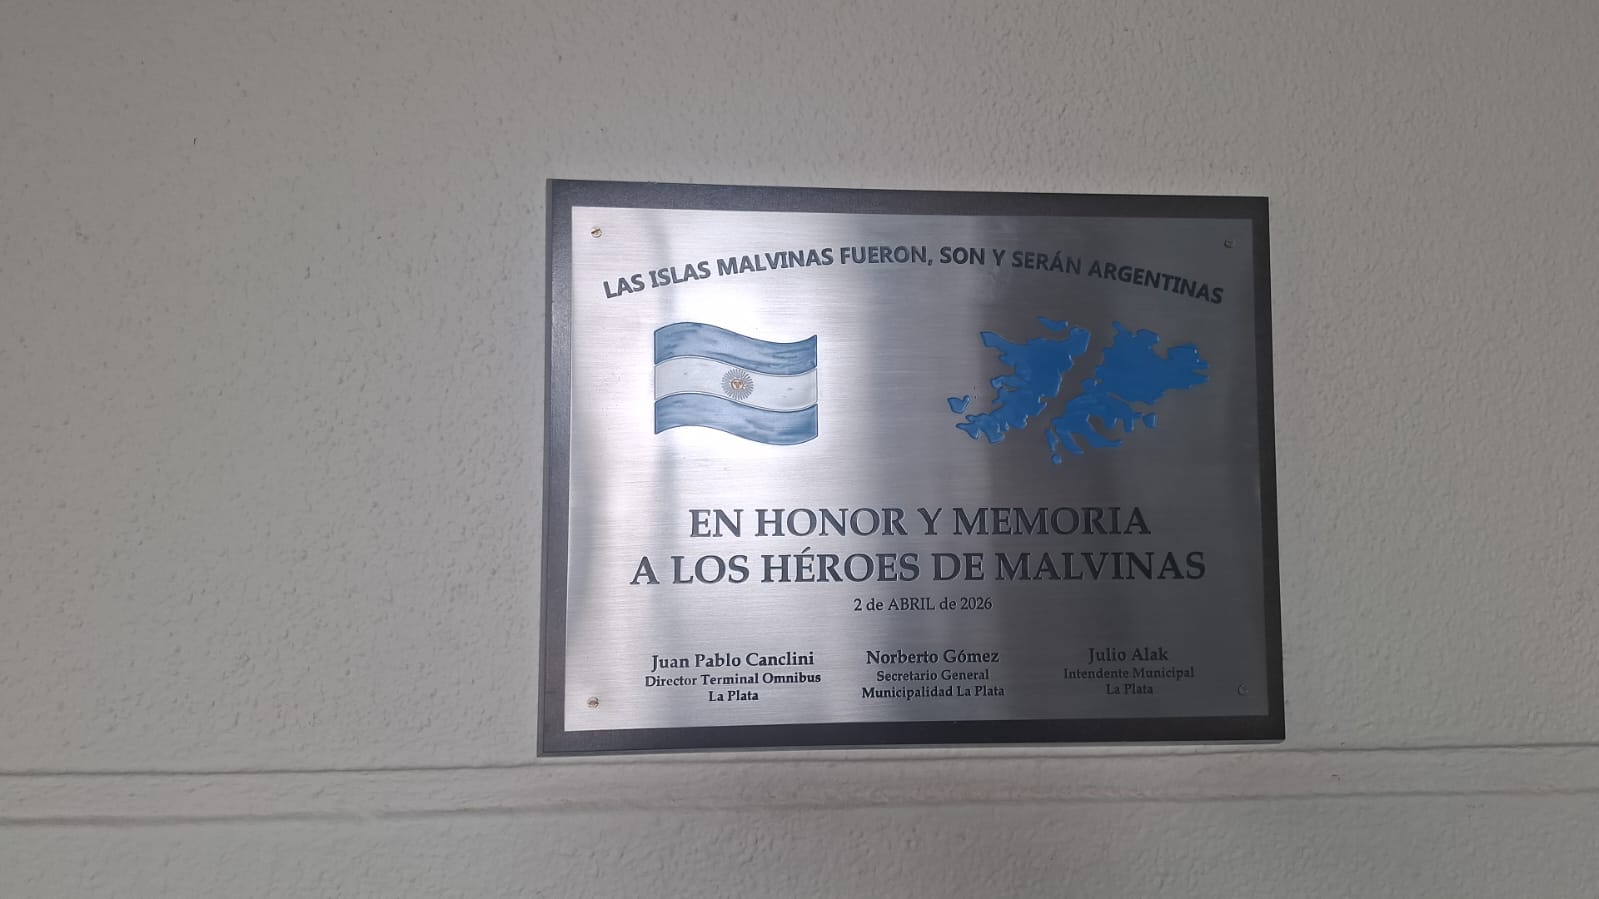 LAS ISLAS MALVINAS FUERON, SON Y SERÁN ARGENTINAS
EN HONOR Y MEMORIA
A LOS HÉROES DE MALVINAS
2 de ABRIL de 2026
Juan Pablo Canclini
Director Terminal Omnibus
La Plata
Norberto Gómez
Secretario General
Municipalidad La Plata
Julio Alak
Intendente Municipal
La Plata